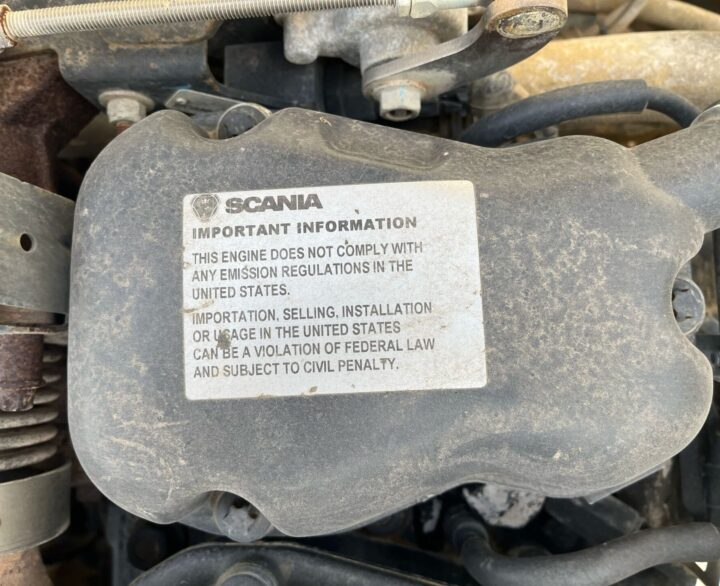 SCANIA
IMPORTANT INFORMATION
THIS ENGINE DOES NOT COMPLY WITH
ANY EMISSION REGULATIONS IN THE
UNITED STATES.
IMPORTATION, SELLING, INSTALLATION
OR USAGE IN THE UNITED STATES
CAN BE A VIOLATION OF FEDERAL LAW
AND SUBJECT TO CIVIL PENALTY.